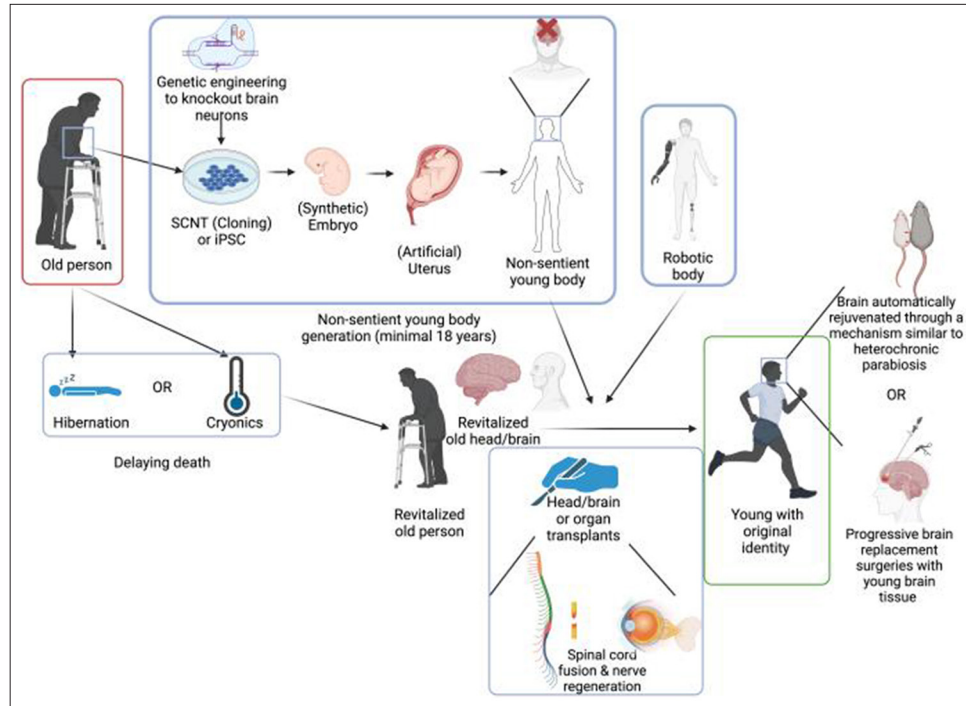 Genetic engineering
to knockout brain
neurons
SCNT (Cloning)
or iPSC
(Synthetic)
Embryo
(Artificial)
Uterus
Non-sentient
young body
Robotic
body
Old person
Non-sentient young body
generation (minimal 18 years)
Brain automatically
rejuvenated through a
mechanism similar to
heterochronic
parabiosis
OR
Progressive brain
replacement
surgeries with
young brain
tissue
zzz
Hibernation
OR
Cryonics
Delaying death
Revitalized
old head/brain
Revitalized
old person
Head/brain
or organ
transplants
Spinal cord
fusion & nerve
regeneration
Young with
original
identity